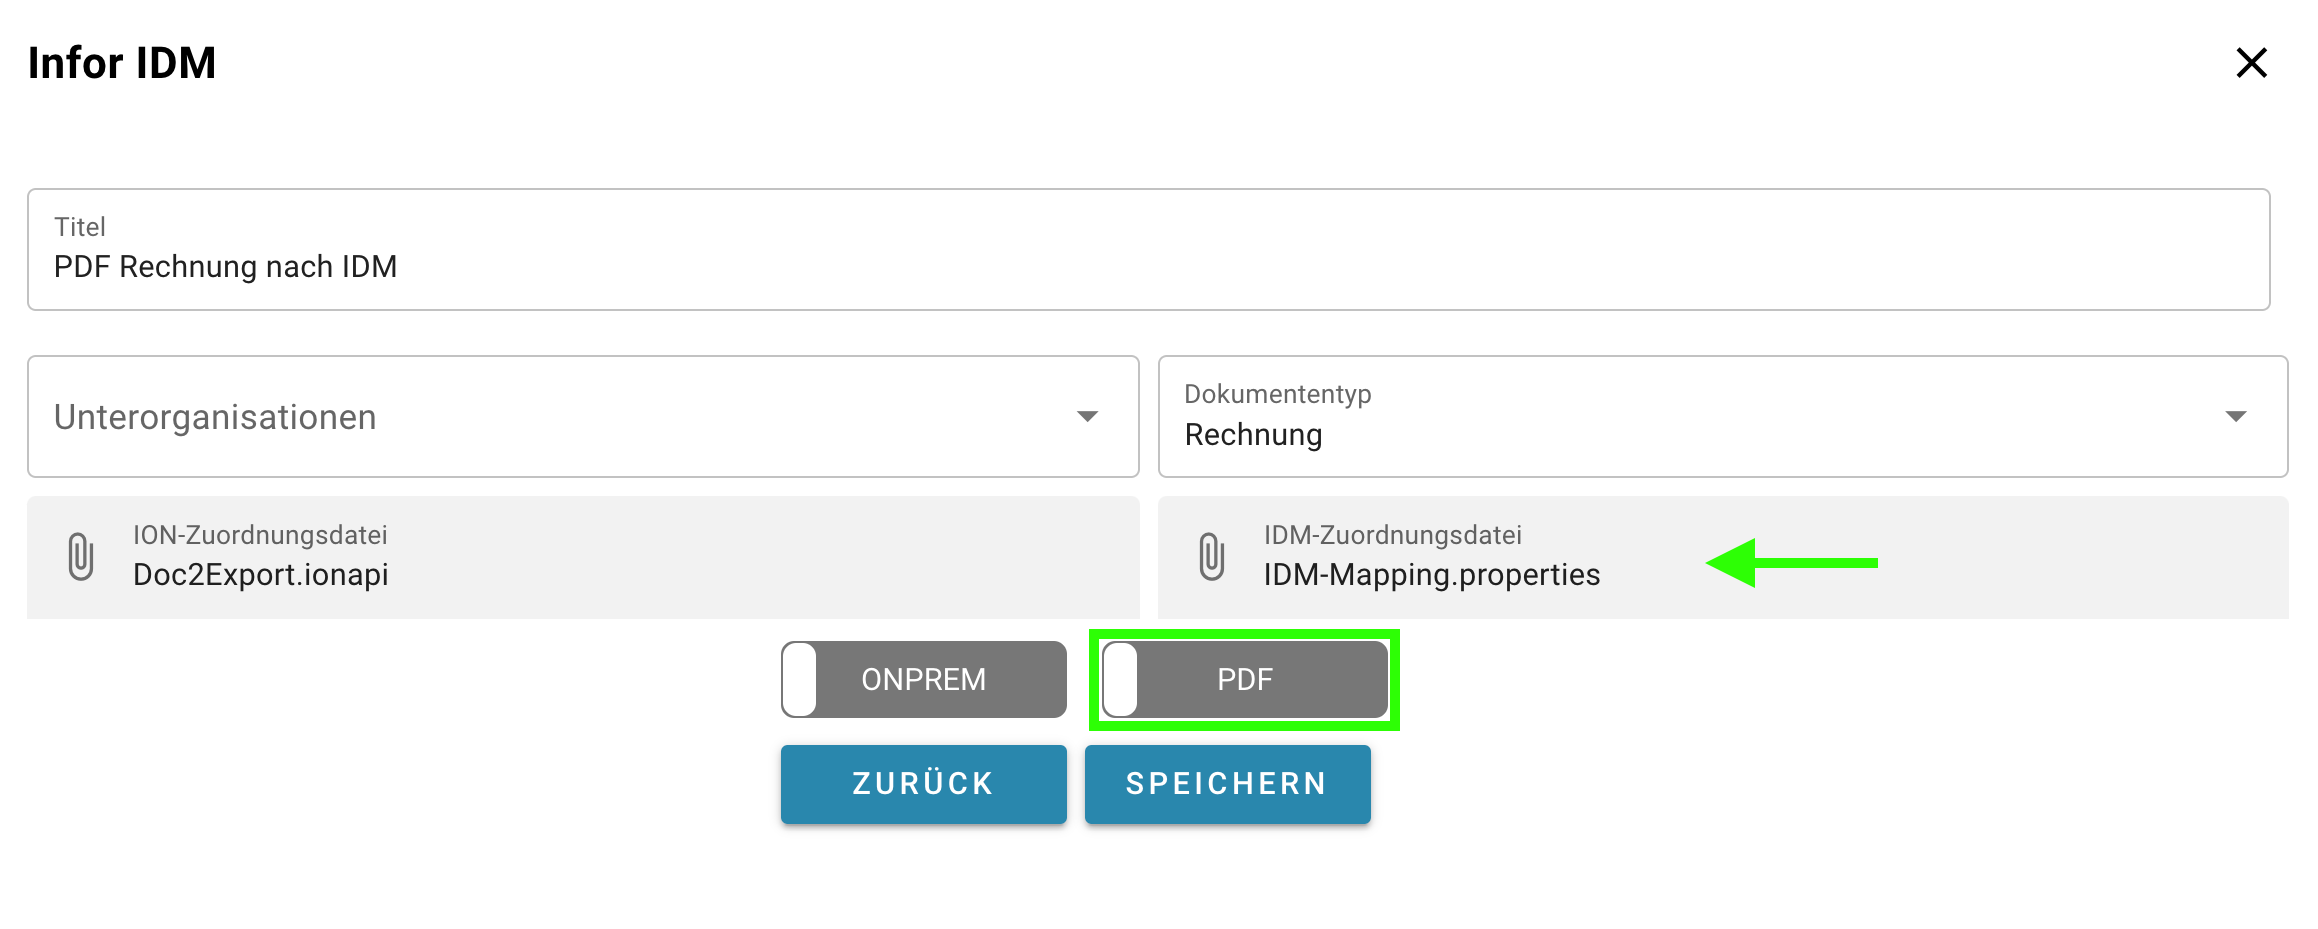 Infor IDM
Titel
PDF Rechnung nach IDM
Unterorganisationen
Dokumententyp
Rechnung
ION-Zuordnungsdatei
Doc2Export.ionapi
IDM-Zuordnungsdatei
IDM-Mapping.properties
ONPREM
PDF
ZURÜCK
SPEICHERN